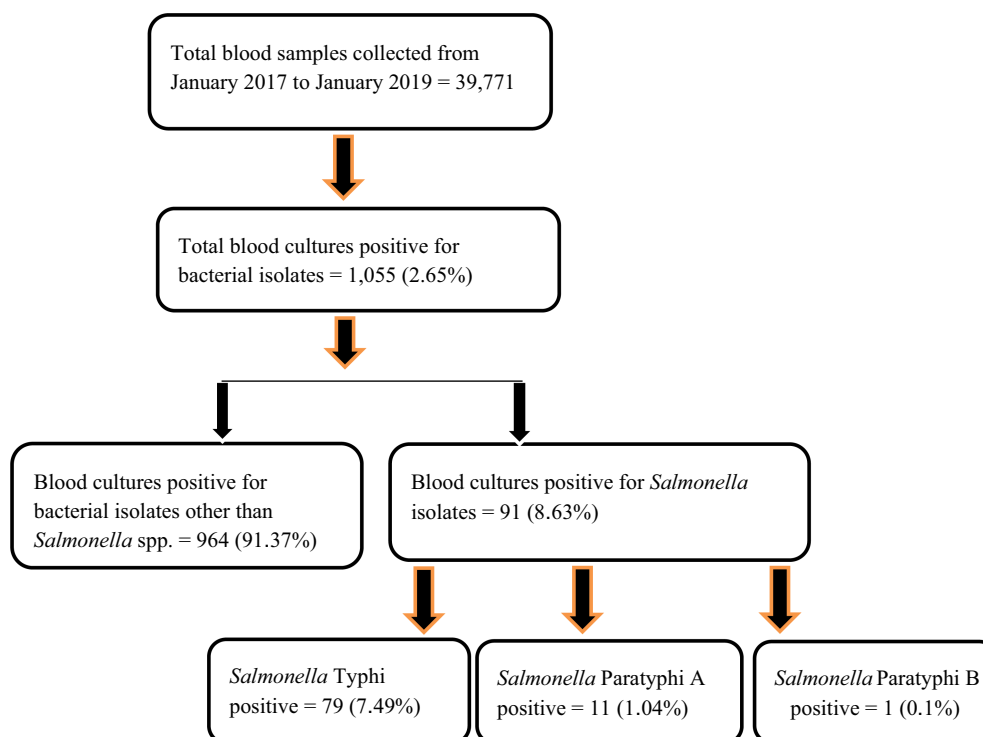 Total blood samples collected from
January 2017 to January 2019 = 39,771
Total blood cultures positive for
bacterial isolates = 1,055 (2.65%)
Blood cultures positive for
bacterial isolates other than
Salmonella spp. = 964 (91.37%)
Blood cultures positive for Salmonella
isolates = 91 (8.63%)
Salmonella Typhi
positive = 79 (7.49%)
Salmonella Paratyphi A
positive = 11 (1.04%)
Salmonella Paratyphi B
positive = 1 (0.1%)